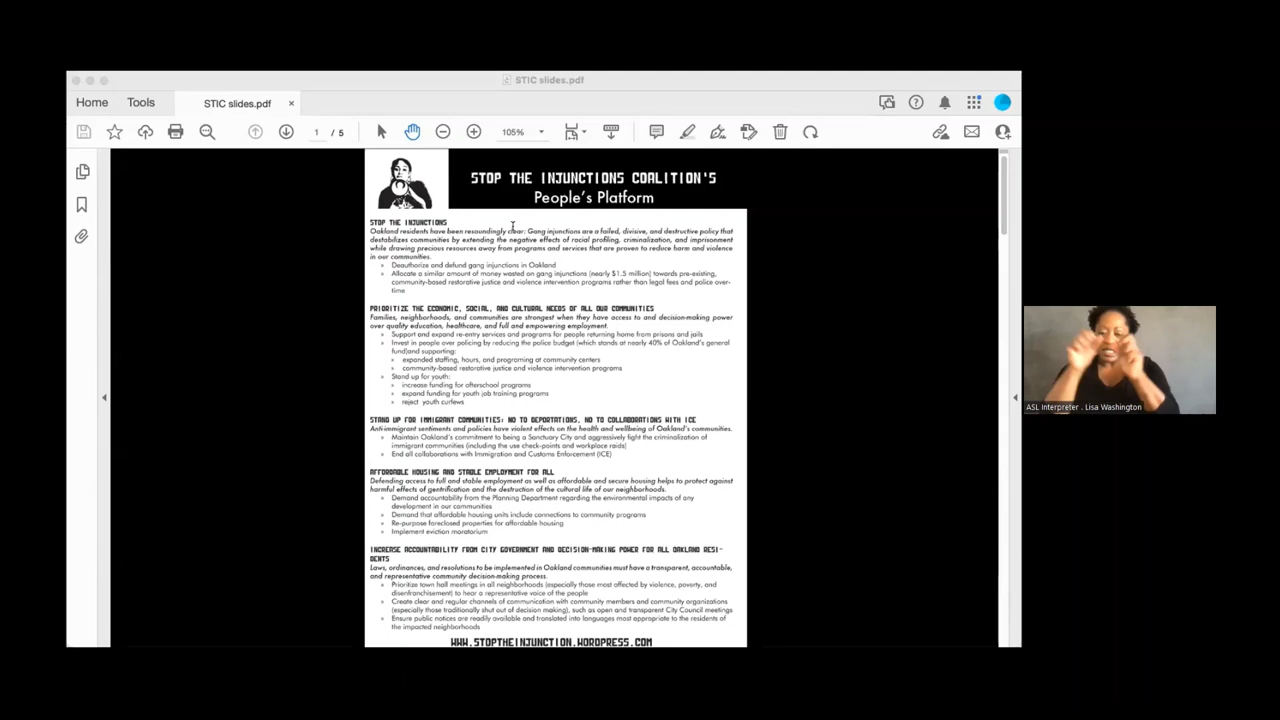 STIC slides.pdf
Home
Tools
STIC slides.pdf
1 / 5
105%
STOP THE INJUNCTIONS COALITION'S
People's Platform
STOP THE INJUNCTIONS
Oakland residents have been resoundingly clear: Gang injunctions are a failed, divisive, and destructive policy that
destabilizes communities by extending the negative effects of racial profiling, criminalization, and imprisonment
while drawing precious resources away from programs and services that are proven to reduce harm and violence
in our communities.
» Deauthorize and defund gang injunctions in Oakland
» Allocate a similar amount of money wasted on gang injunctions (nearly $1.5 million) towards pre-existing,
community-based restorative justice and violence intervention programs rather than legal fees and police over-
time
PRIORITIZE THE ECONOMIC, SOCIAL, AND CULTURAL NEEDS OF ALL OUR COMMUNITIES
Families, neighborhoods, and communities are strongest when they have access to and decision-making power
over quality education, healthcare, and full and empowering employment.
» Support and expand re-entry services and programs for people returning home from prisons and jails
» Invest in people over policing by reducing the police budget (which stands at nearly 40% of Oakland's general
fund)and supporting:
» expanded staffing, hours, and programing at community centers
» community-based restorative justice and violence intervention programs
» Stand up for youth:
» increase funding for afterschool programs
» expand funding for youth job training programs
» reject youth curfews
STAND UP FOR IMMIGRANT COMMUNITIES: NO TO DEPORTATIONS, NO TO COLLABORATIONS WITH ICE
Anti-immigrant sentiments and policies have violent effects on the health and wellbeing of Oakland's communities.
» Maintain Oakland's commitment to being a Sanctuary City and aggressively fight the criminalization of
immigrant communities (including the use check-points and workplace raids)
» End all collaborations with Immigration and Customs Enforcement (ICE)
AFFORDABLE HOUSING AND STABLE EMPLOYMENT FOR ALL
Defending access to full and stable employment as well as affordable and secure housing helps to protect against
harmful effects of gentrification and the destruction of the cultural life of our neighborhoods.
» Demand accountability from the Planning Department regarding the environmental impacts of any
development in our communities
» Demand that affordable housing units include connections to community programs
» Re-purpose foreclosed properties for affordable housing
» Implement eviction moratorium
INCREASE ACCOUNTABILITY FROM CITY GOVERNMENT AND DECISION-MAKING POWER FOR ALL OAKLAND RESI-
DENTS
Laws, ordinances, and resolutions to be implemented in Oakland communities must have a transparent, accountable,
and representative community decision-making process.
» Prioritize town hall meetings in all neighborhoods (especially those most affected by violence, poverty, and
disenfranchisement) to hear a representative voice of the people
» Create clear and regular channels of communication with community members and community organizations
(especially those traditionally shut out of decision making), such as open and transparent City Council meetings
» Ensure public notices are readily available and translated into languages most appropriate to the residents of
the impacted neighborhoods
WWW.STOPTHEINJUNCTION.WORDPRESS.COM
ASL Interpreter . Lisa Washington